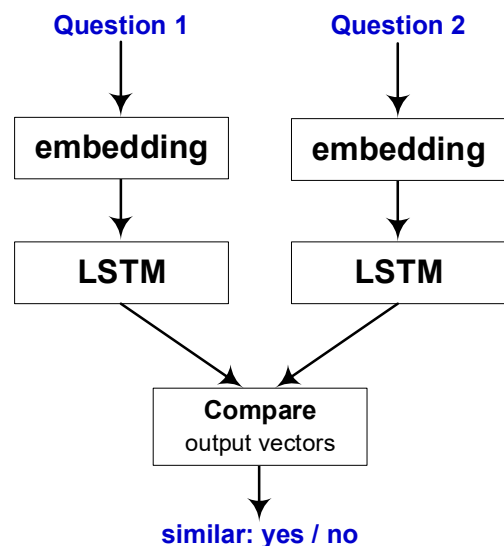 Question 1
Question 2
embedding
embedding
LSTM
LSTM
Compare
output vectors
similar: yes / no